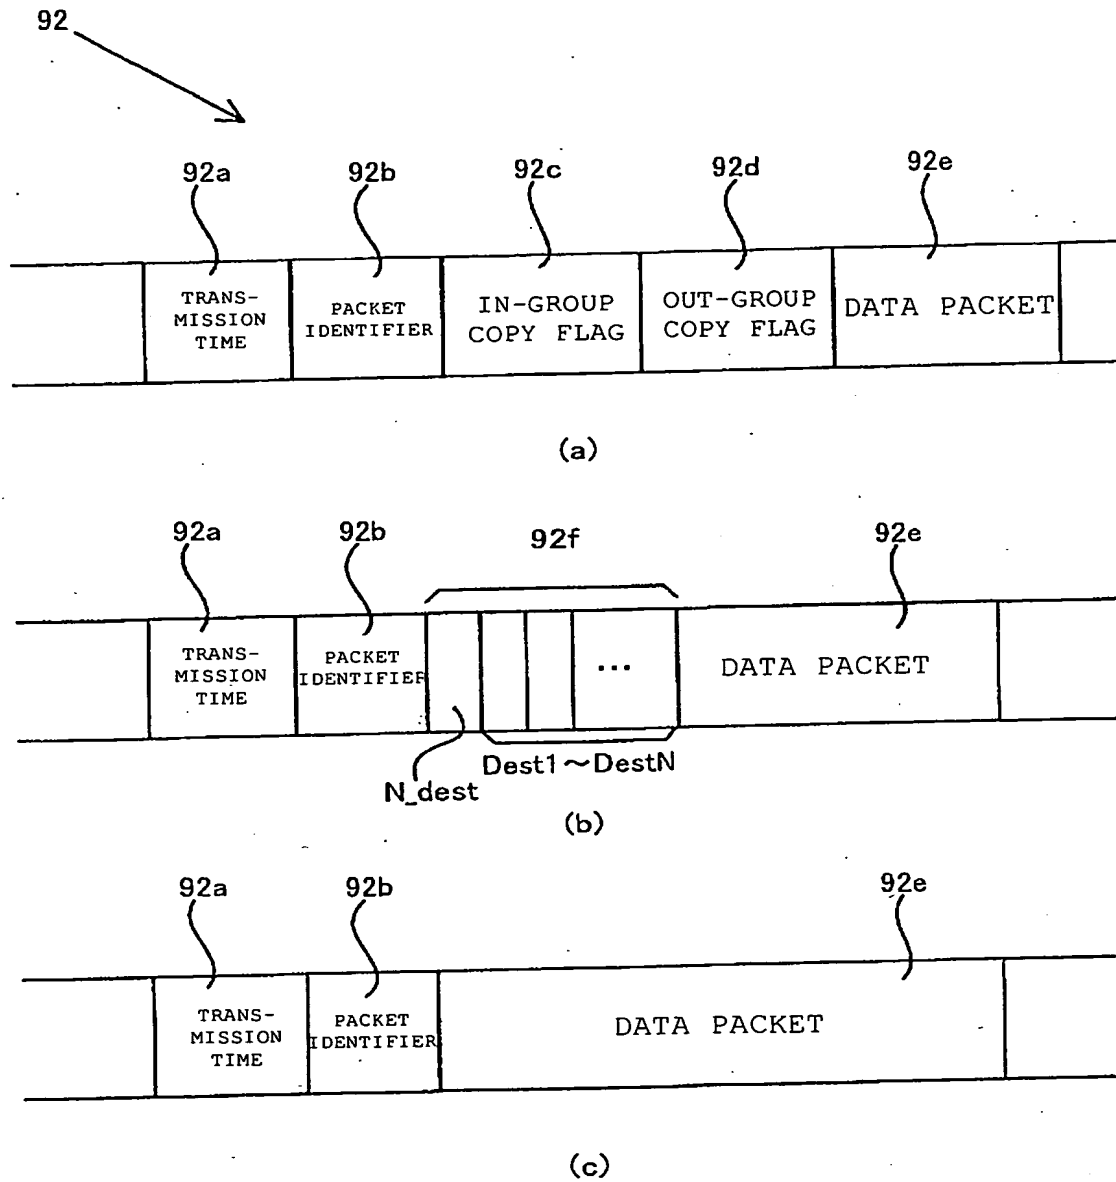 92
92a 92b 92c 92d 92e
TRANS-
MISSION
TIME
PACKET
IDENTIFIER
IN-GROUP
COPY FLAG
OUT-GROUP
COPY FLAG
DATA PACKET
(a)
92a 92b 92f 92e
TRANS-
MISSION
TIME
PACKET
IDENTIFIER
...
DATA PACKET
N_dest
Dest1~DestN
(b)
92a 92b 92e
TRANS-
MISSION
TIME
PACKET
IDENTIFIER
DATA PACKET
(c)